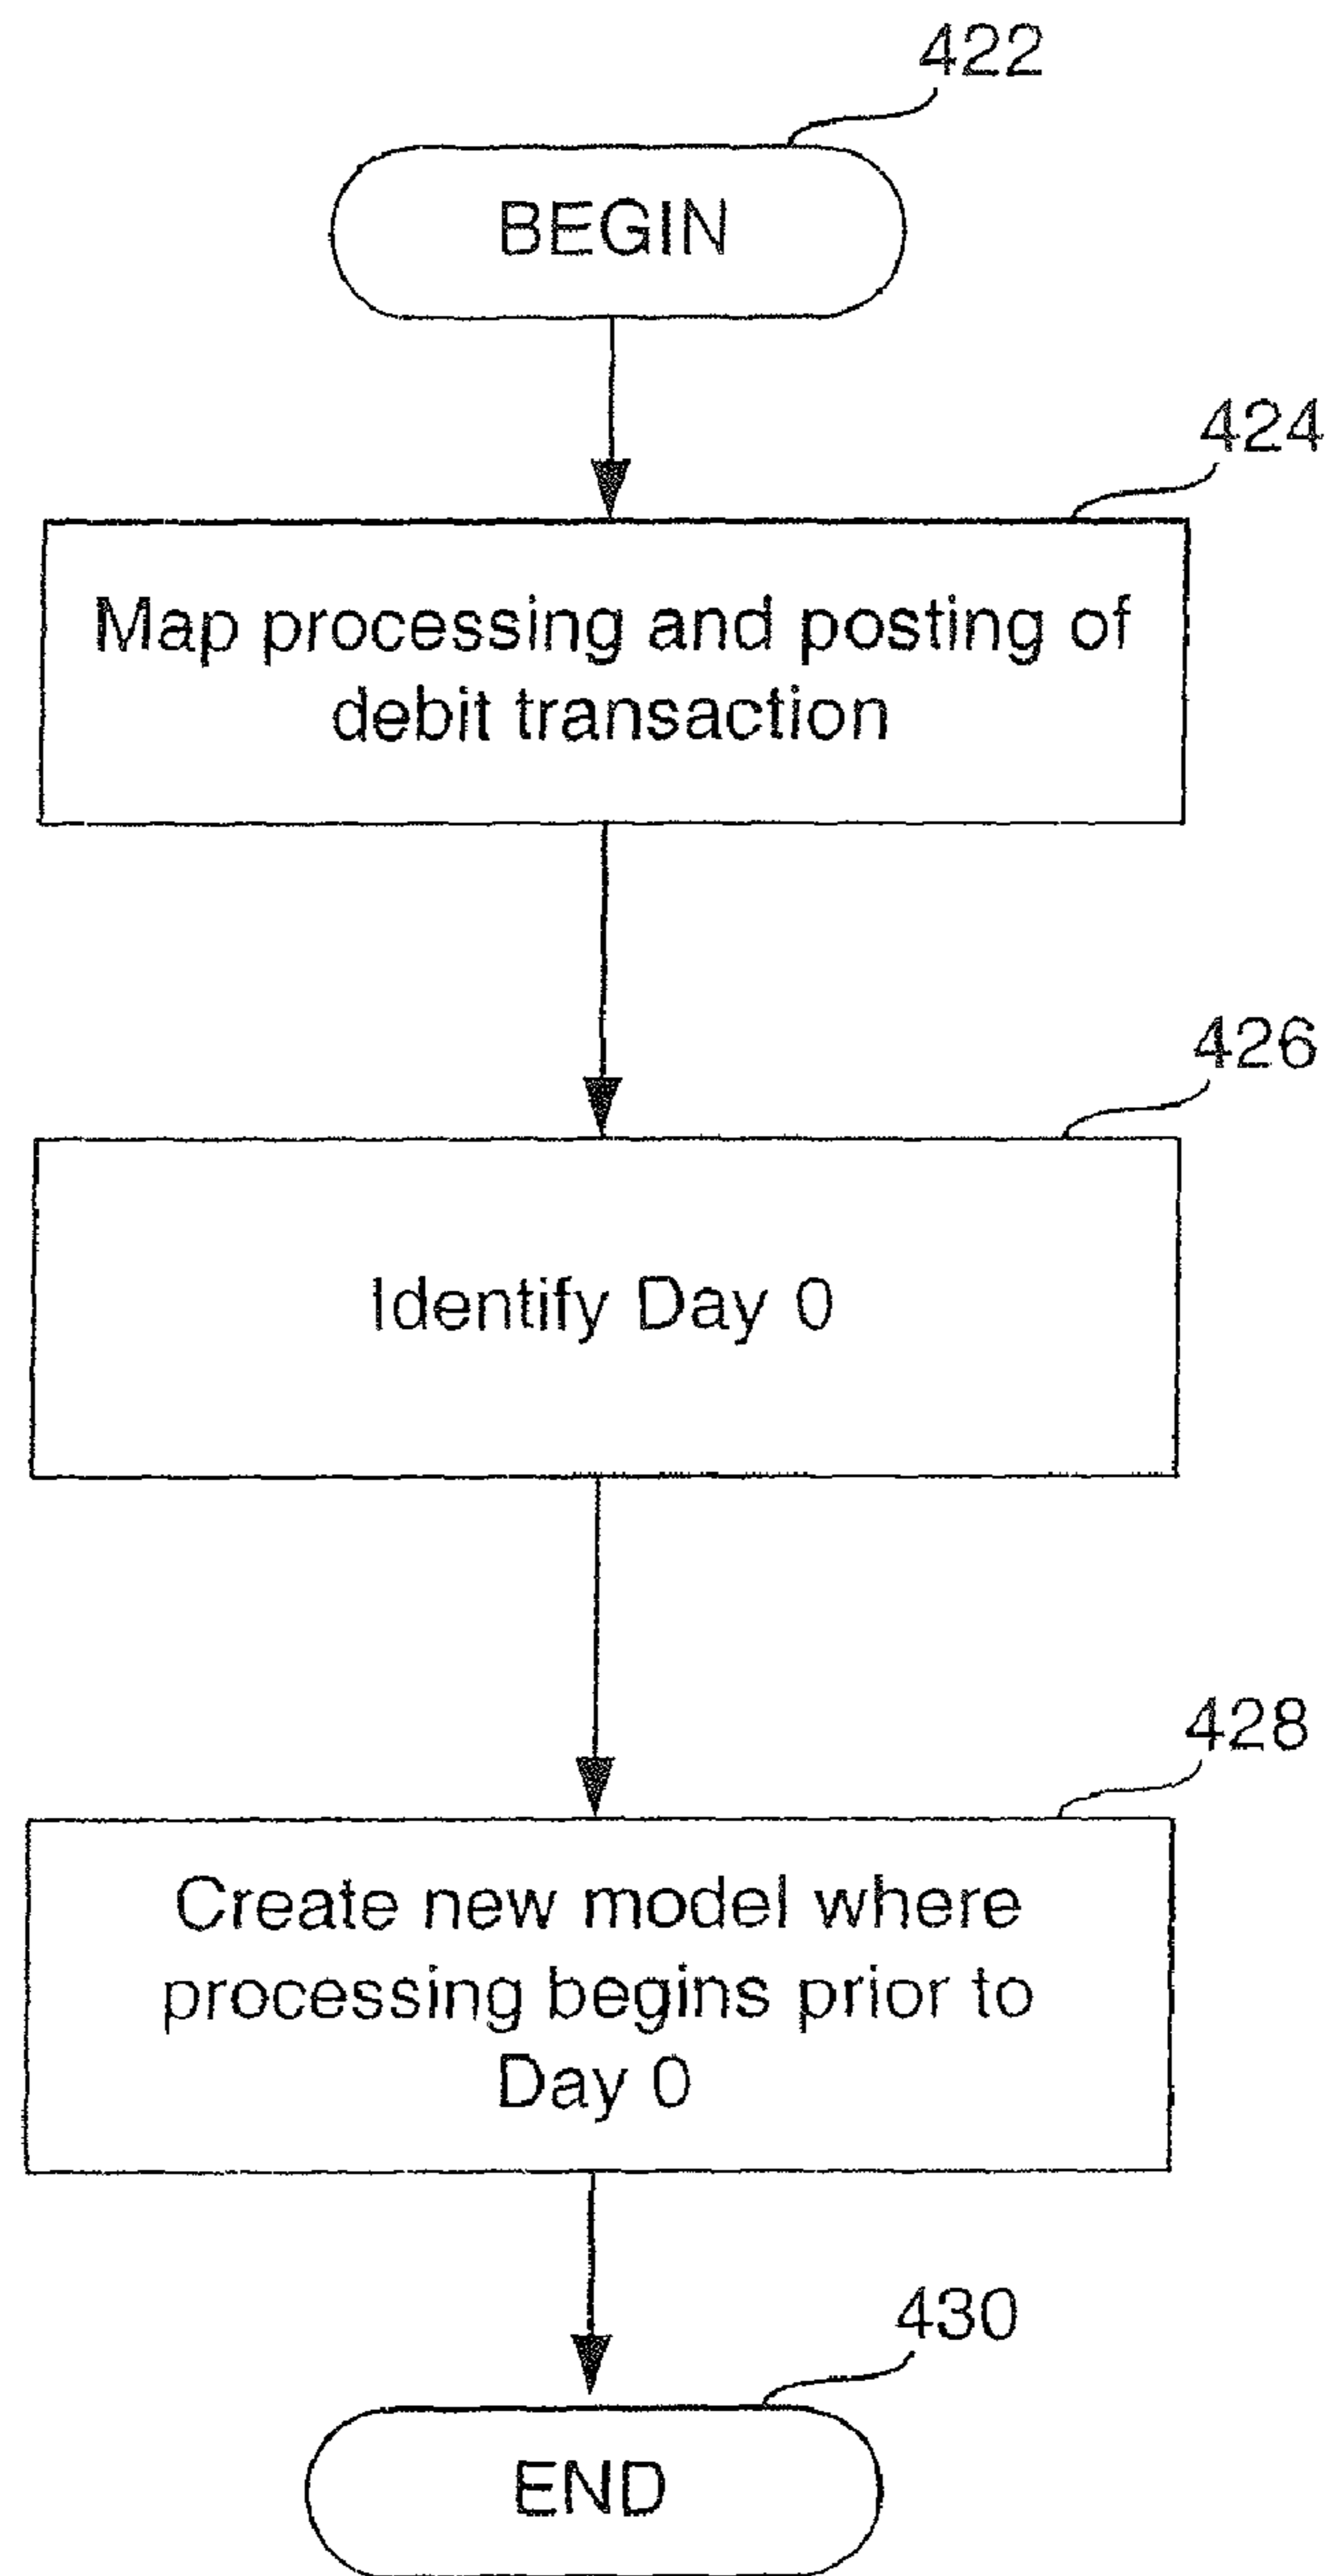 422
BEGIN
424
Map processing and posting of
debit transaction
426
Identify Day 0
428
Create new model where
processing begins prior to
Day 0
430
END